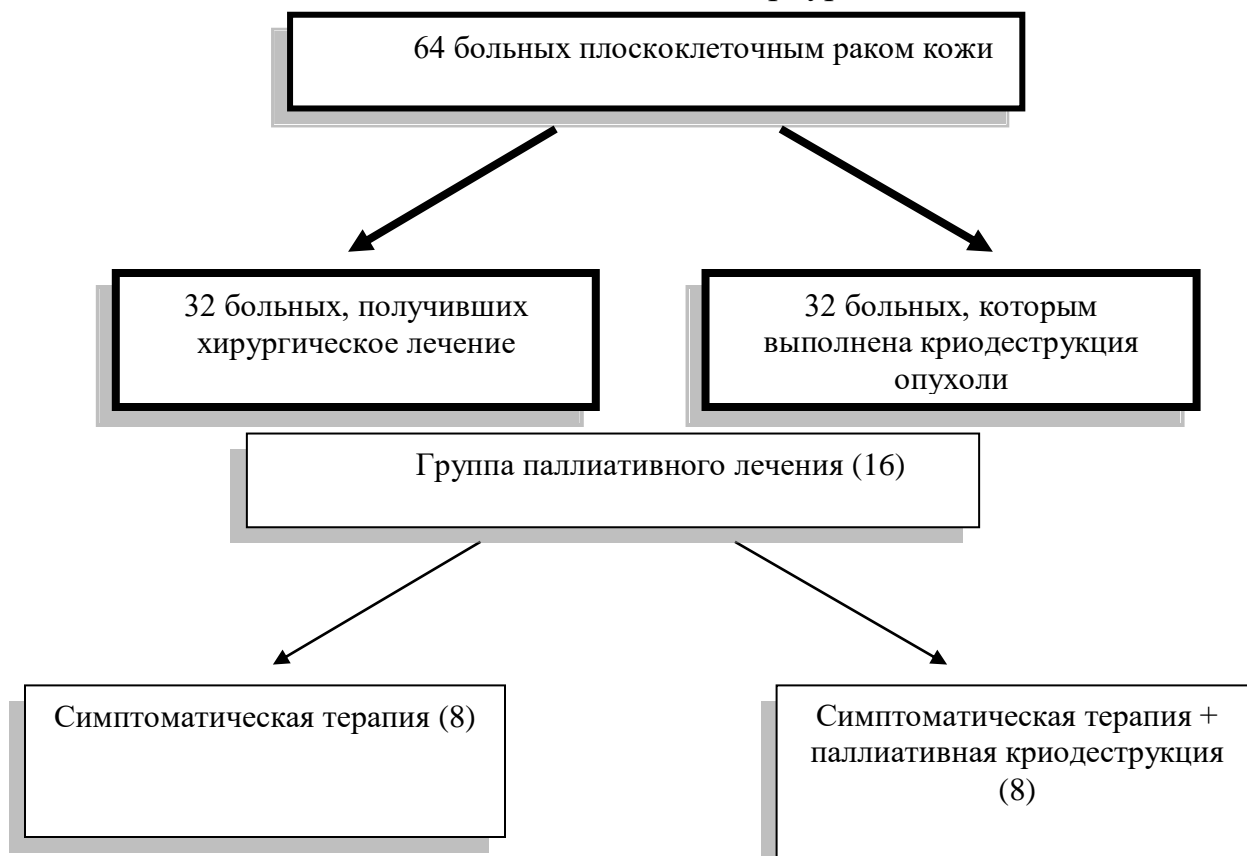 64 больных плоскоклеточным раком кожи
32 больных, получивших
хирургическое лечение
32 больных, которым
выполнена криодеструкция
опухоли
Группа паллиативного лечения (16)
Симптоматическая терапия (8)
Симптоматическая терапия +
паллиативная криодеструкция
(8)